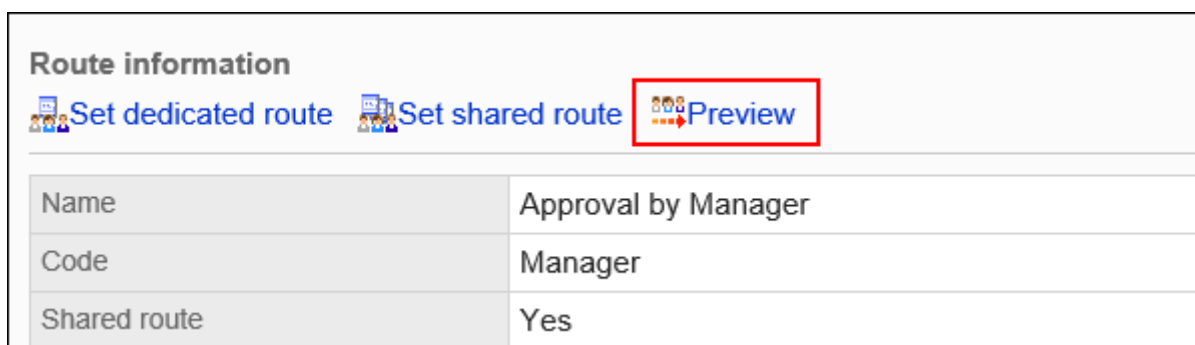 Route information
Set dedicated route Set shared route Preview
Name Approval by Manager
Code Manager
Shared route Yes